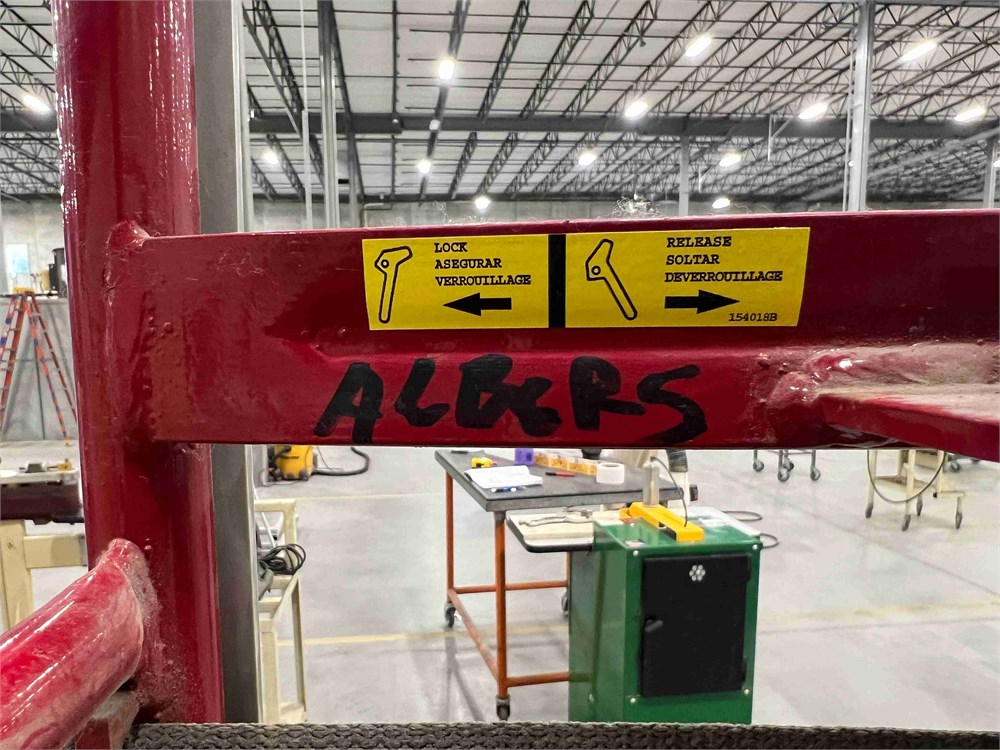 LOCK
ASEGURAR
VERROUILLAGE
RELEASE
SOLTAR
DEVERROUILLAGE
154018B
ALBERS